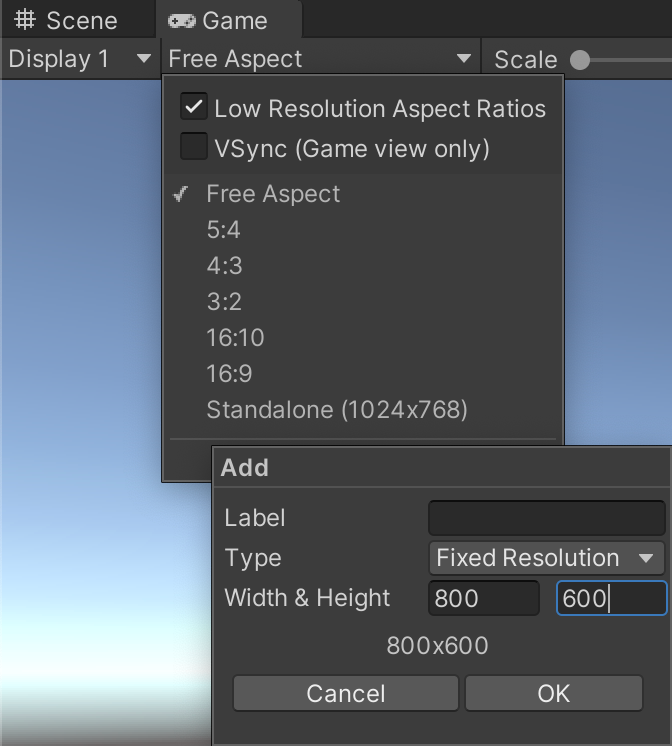 Scene Game
Display 1 Free Aspect Scale
Low Resolution Aspect Ratios
VSync (Game view only)
Free Aspect
5:4
4:3
3:2
16:10
16:9
Standalone (1024x768)
Add
Label
Type Fixed Resolution
Width & Height 800 600
800x600
Cancel OK